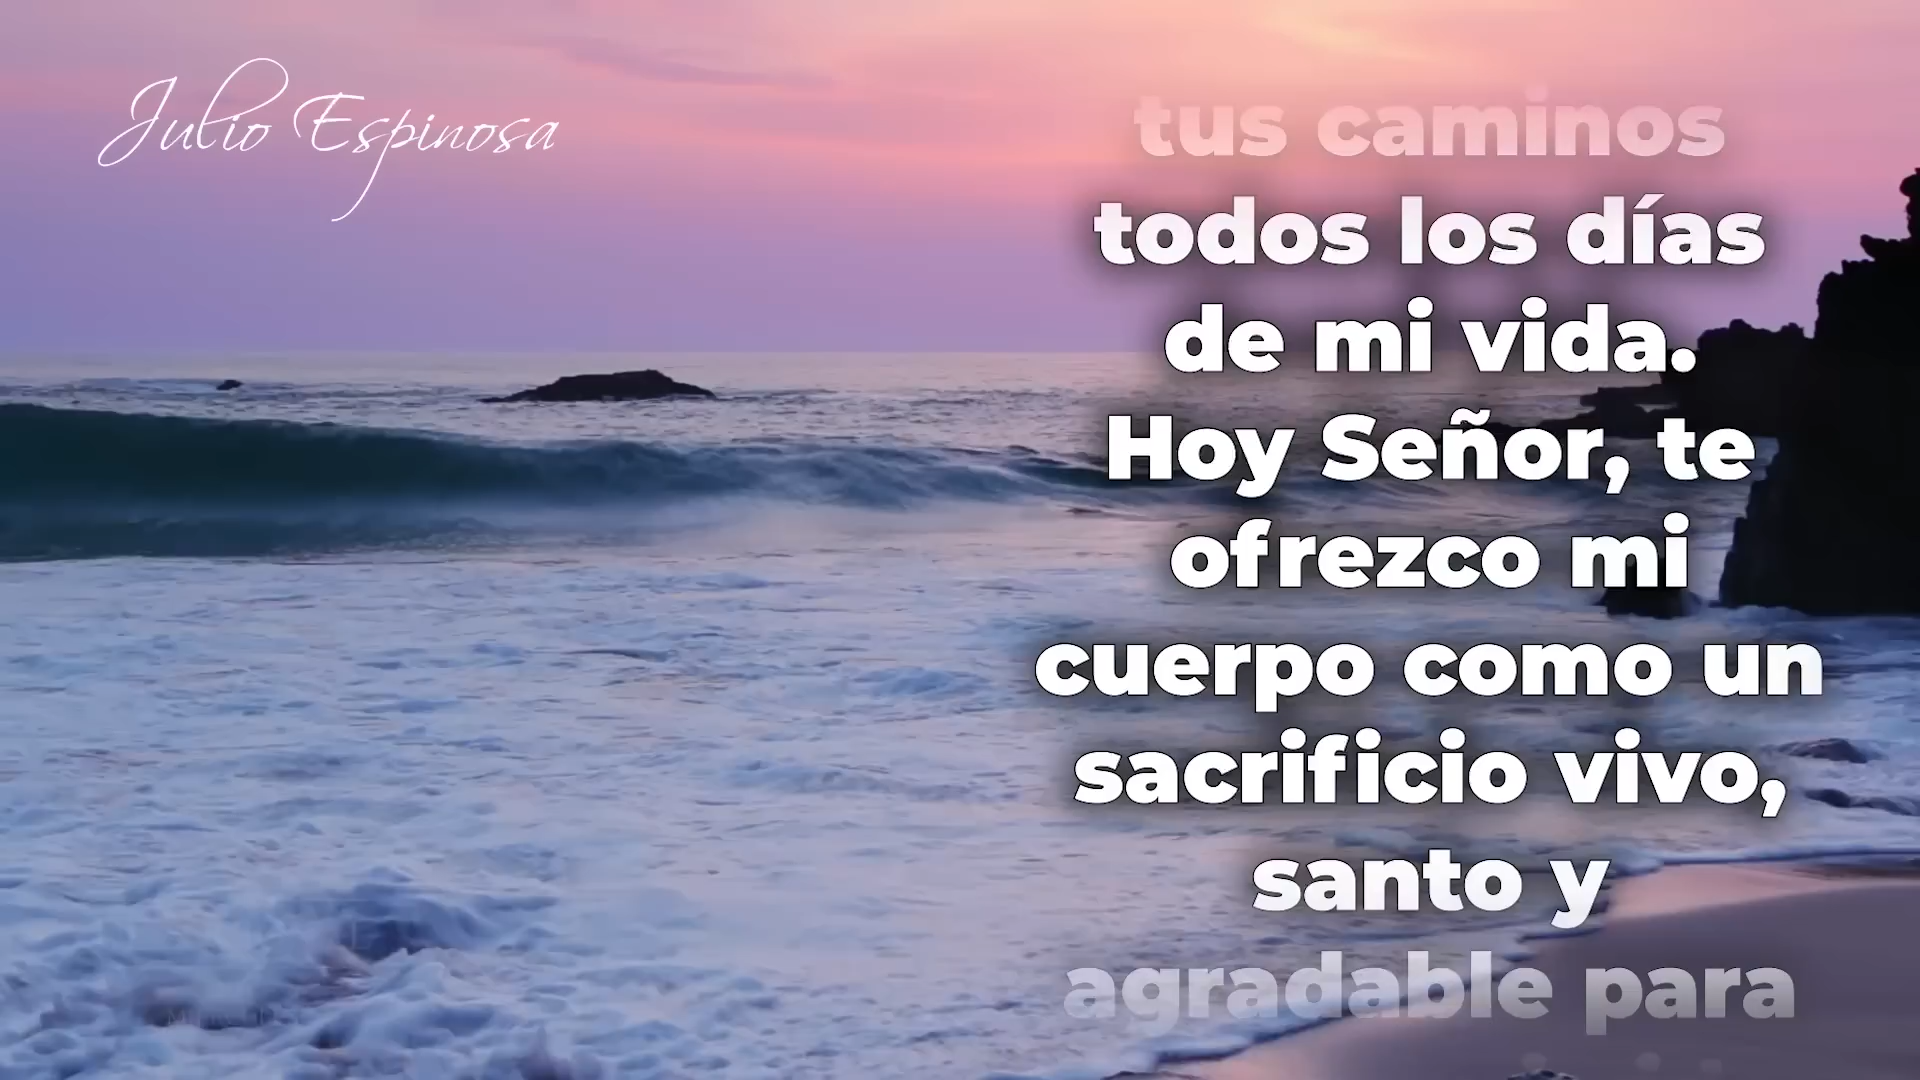 Julio Espinosa
tus caminos
todos los días
de mi vida.
Hoy Señor, te
ofrezco mi
cuerpo como un
sacrificio vivo,
santo y
agradable para